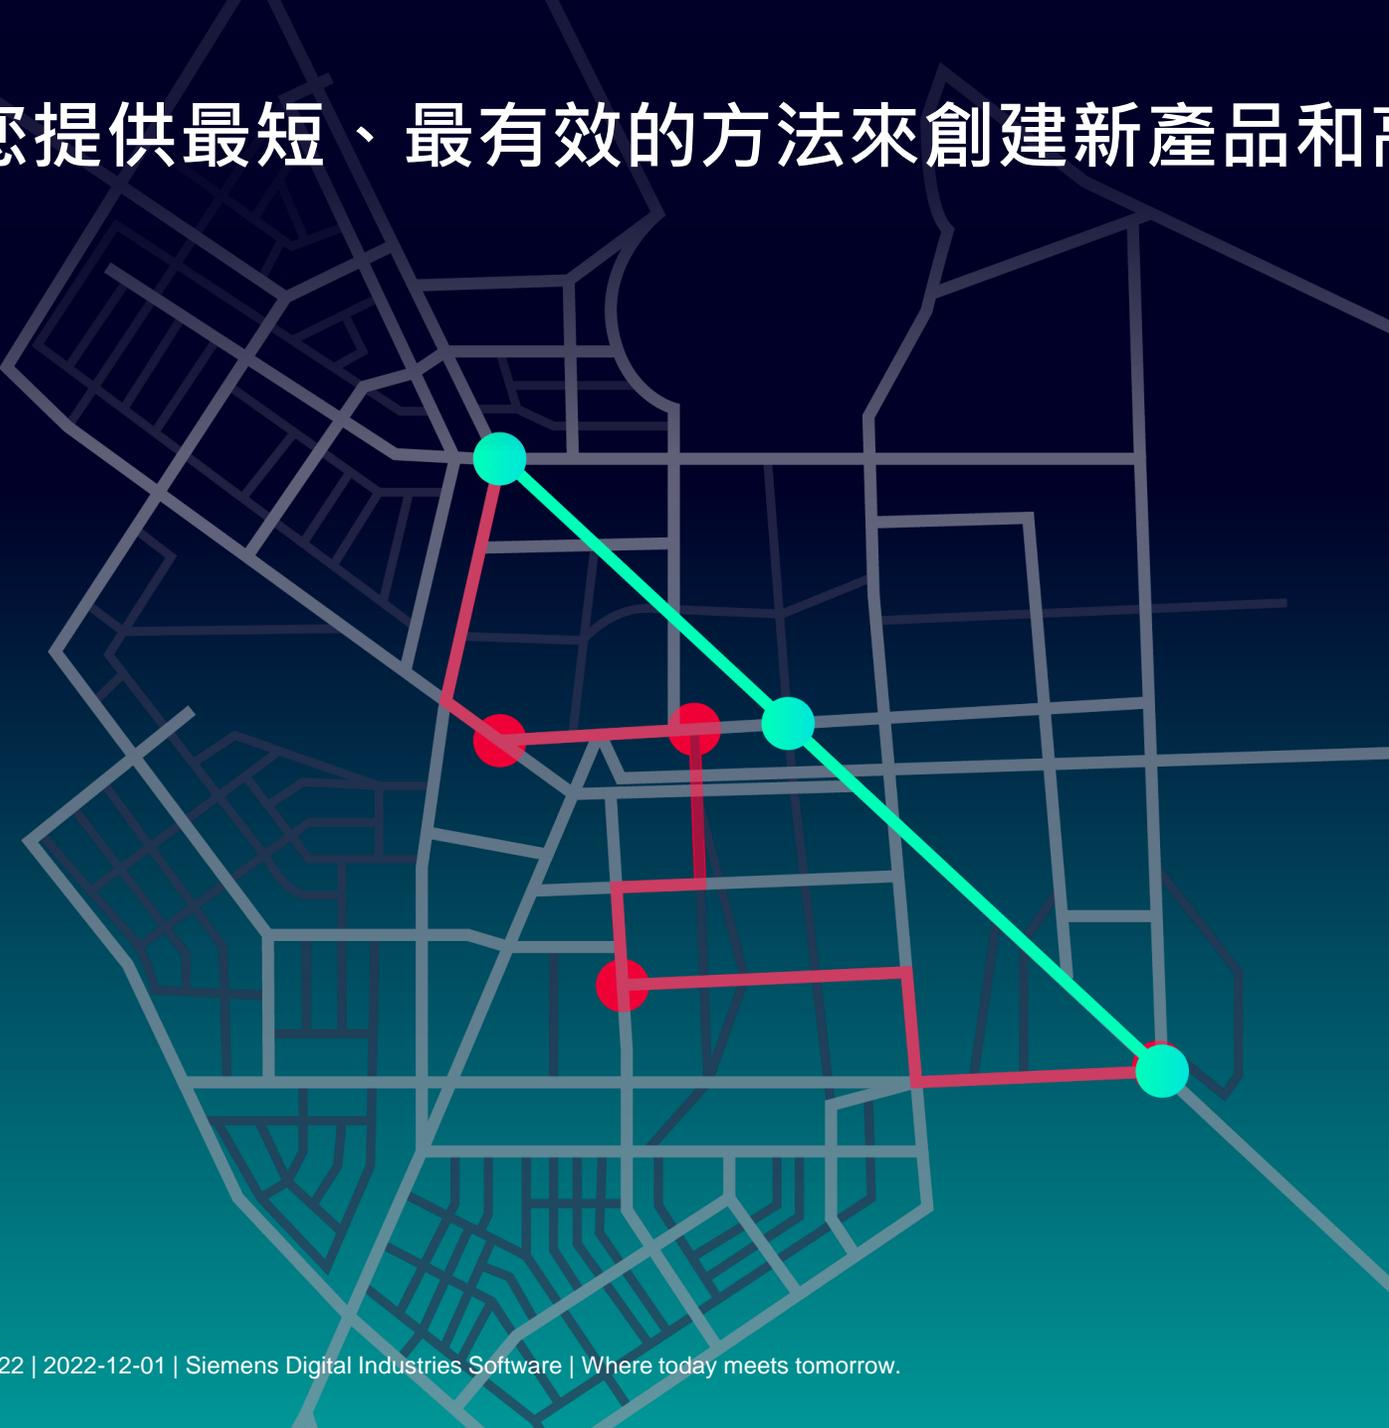 提供最短、最有效的方法來創建新產品和
22 | 2022-12-01 | Siemens Digital Industries Software | Where today meets tomorrow.